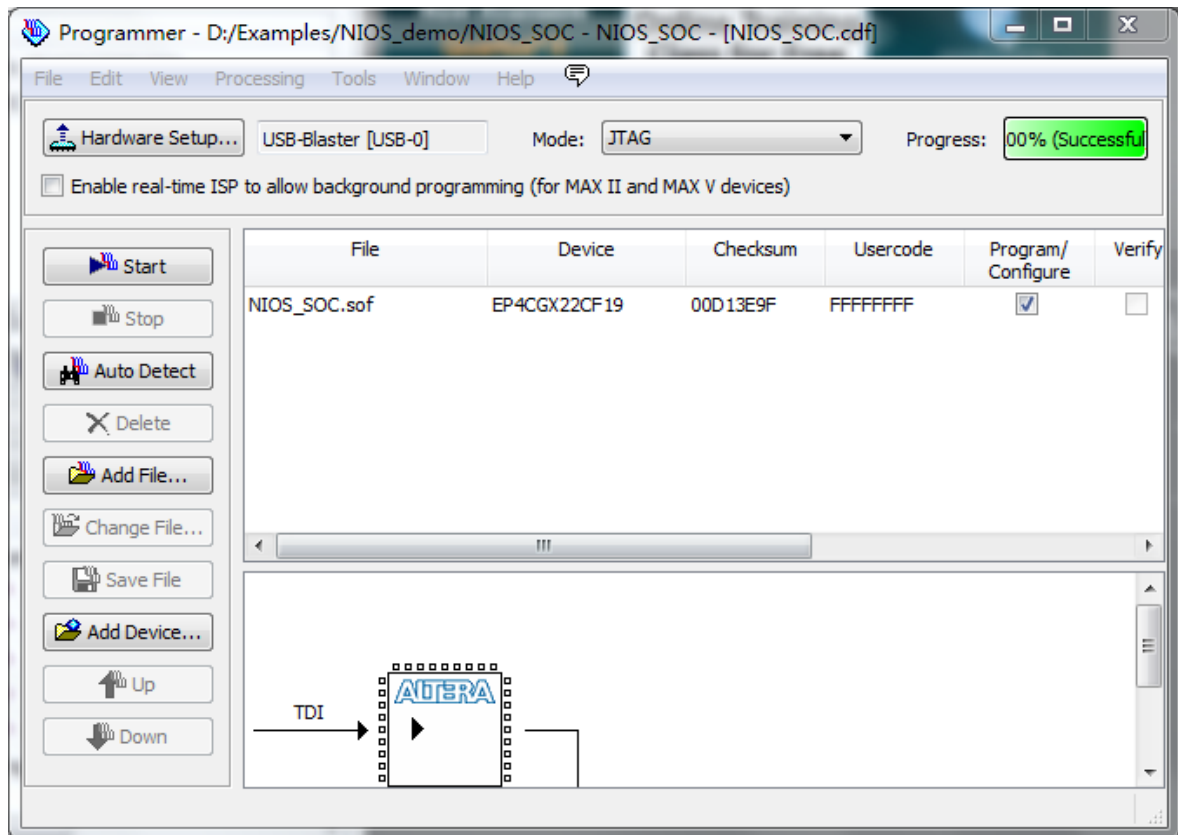 Programmer - D:/Examples/NIOS_demo/NIOS_SOC - NIOS_SOC - [NIOS_SOC.cdf]
File Edit View Processing Tools Window Help
Hardware Setup... USB-Blaster [USB-0] Mode: JTAG Progress: 00% (Successful
Enable real-time ISP to allow background programming (for MAX II and MAX V devices)
Start
Stop
Auto Detect
Delete
Add File...
Change File...
Save File
Add Device...
Up
Down
File Device Checksum Usercode Program/ Verify
Configure
NIOS_SOC.sof EP4CGX22CF19 00D13E9F FFFFFFFF
ALTERA
TDI